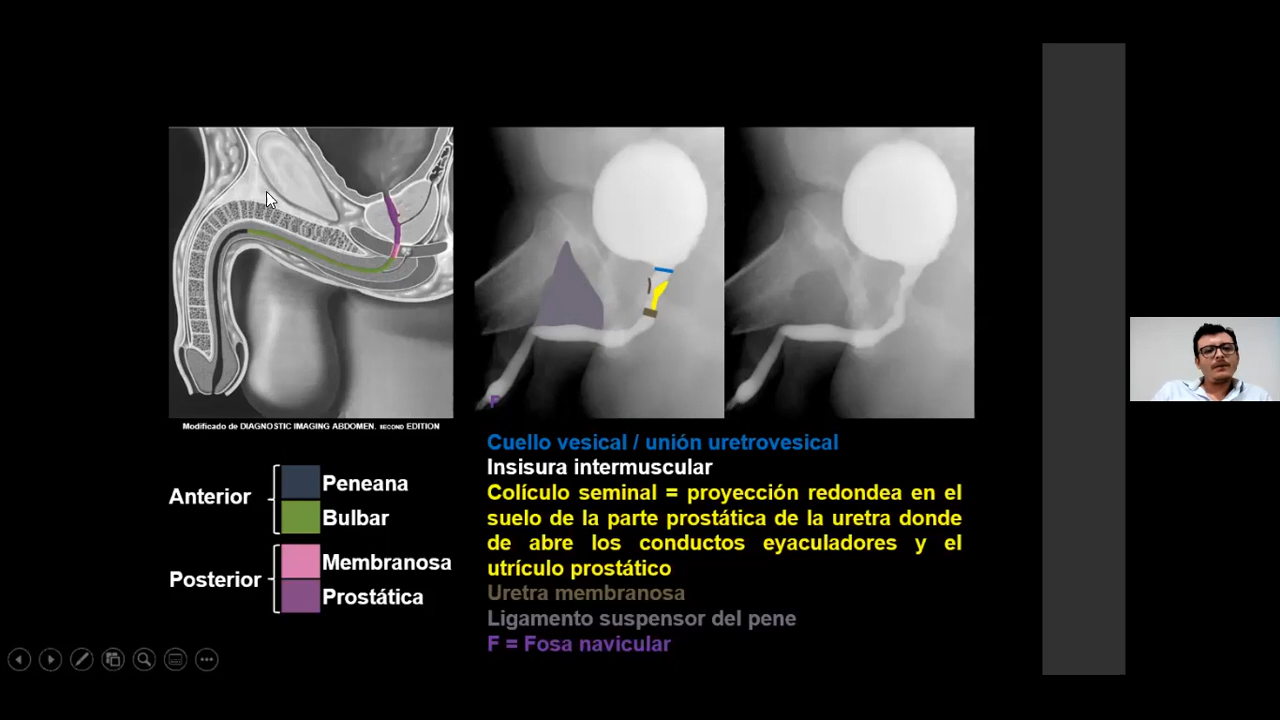 F
Modificado de DIAGNOSTIC IMAGING ABDOMEN. SECOND EDITION
Anterior
Peneana
Bulbar
Posterior
Membranosa
Prostática
Cuello vesical / unión uretrovesical
Insisura intermuscular
Colículo seminal = proyección redondea en el
suelo de la parte prostática de la uretra donde
de abre los conductos eyaculadores y el
utrículo prostático
Uretra membranosa
Ligamento suspensor del pene
F = Fosa navicular